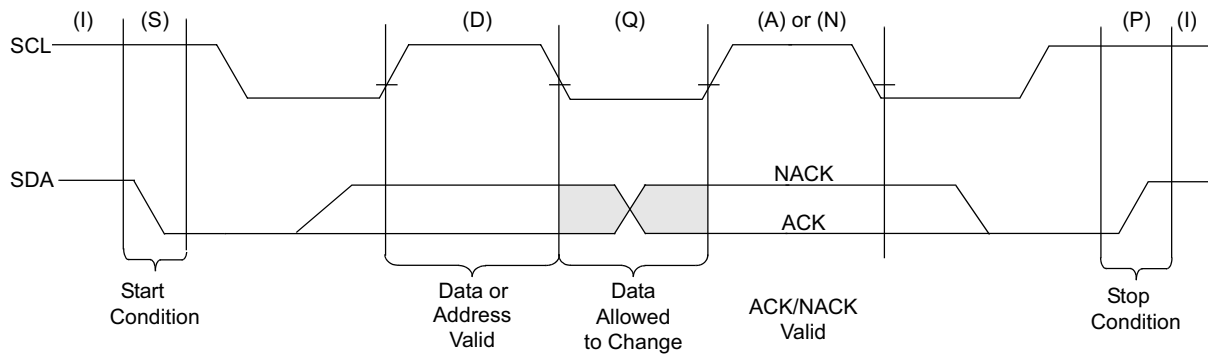 (I) (S) (D) (Q) (A) or (N) (P) (I)
SCL
SDA
NACK
ACK
Start
Condition
Data or
Address
Valid
Data
Allowed
to Change
ACK/NACK
Valid
Stop
Condition